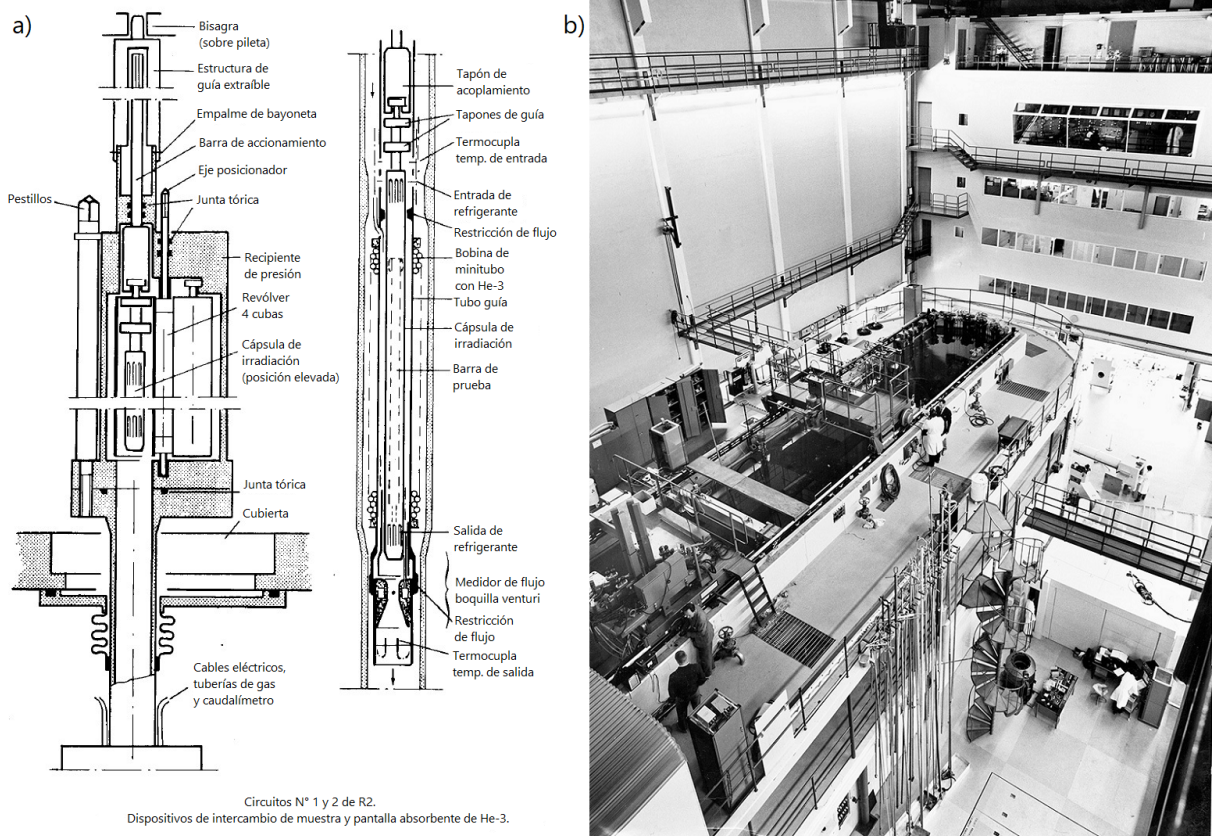 a)
Bisagra
(sobre pileta)
Estructura de
guía extraíble
Empalme de bayoneta
Barra de accionamiento
Eje posicionador
Pestillos
Junta tórica
Recipiente
de presión
Revólver
4 cubas
Cápsula de
irradiación
(posición elevada)
Junta tórica
Cubierta
Cables eléctricos,
tuberías de gas
y caudalímetro
Tapón de
acoplamiento
Tapones de guía
Termocupla
temp. de entrada
Entrada de
refrigerante
Restricción de flujo
Bobina de
minitubo
con He-3
Tubo guía
Cápsula de
irradiación
Barra de
prueba
Salida de
refrigerante
Medidor de flujo
boquilla venturi
Restricción
de flujo
Termocupla
temp. de salida
Circuitos N° 1 y 2 de R2.
Dispositivos de intercambio de muestra y pantalla absorbente de He-3.
b)